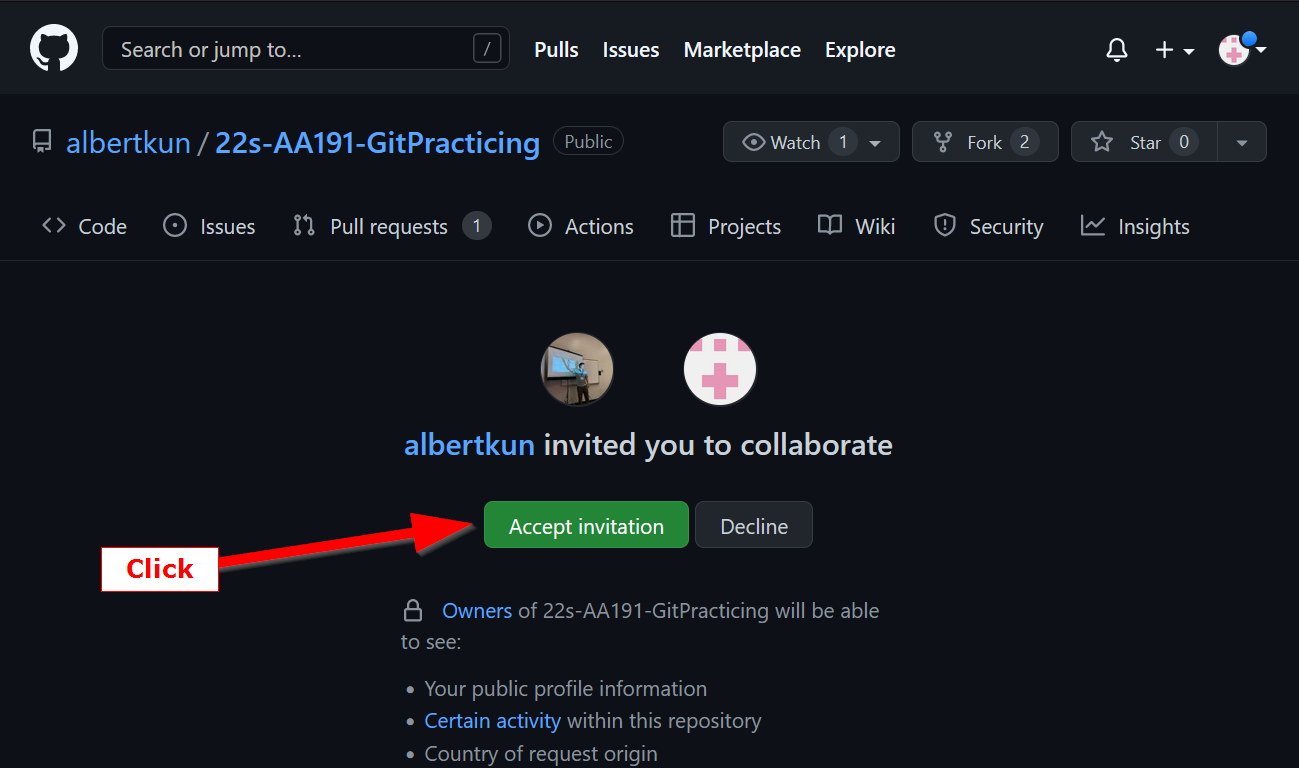 Search or jump to... / Pulls Issues Marketplace Explore
albertkun / 22s-AA191-GitPracticing Public Watch 1 Fork 2 Star 0
Code Issues Pull requests 1 Actions Projects Wiki Security Insights
albertkun invited you to collaborate
Accept invitation Decline
Click
Owners of 22s-AA191-GitPracticing will be able
to see:
• Your public profile information
• Certain activity within this repository
• Country of request origin